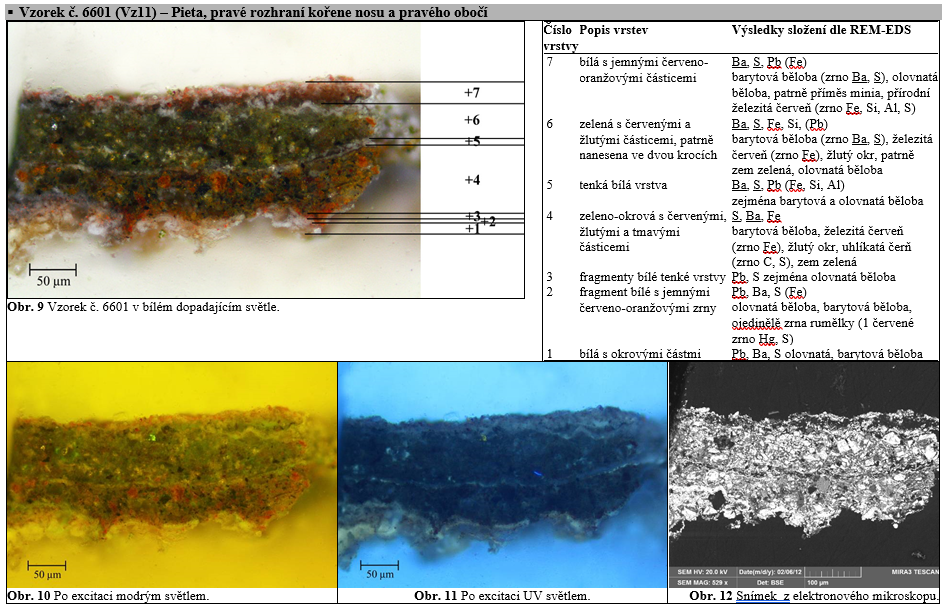 ▪ Vzorek č. 6601 (Vz11) – Pieta, pravé rozhraní kořene nosu a pravého obočí
+7
+6
+5
+4
+3
+2
+1
50 µm
Obr. 9 Vzorek č. 6601 v bílém dopadajícím světle.
Číslo vrstvy Popis vrstev Výsledky složení dle REM-EDS
7 bílá s jemnými červeno-oranžovými částicemi
Ba, S, Pb (Fe)
barytová běloba (zrno Ba, S), olovnatá
běloba, patrně příměs minia, přírodní
železitá červeň (zrno Fe, Si, Al, S)
6 zelená s červenými a
žlutými částicemi, patrně
nanesena ve dvou krocích
Ba, S, Fe, Si, (Pb)
barytová běloba (zrno Ba, S), železitá
červeň (zrno Fe), žlutý okr, patrně
zem zelená, olovnatá běloba
5 tenká bílá vrstva
Ba, S, Pb (Fe, Si, Al)
zejména barytová a olovnatá běloba
4 zeleno-okrová s červenými,
žlutými a tmavými
částicemi
S, Ba, Fe
barytová běloba, železitá červeň
(zrno Fe), žlutý okr, uhlíkatá čerň
(zrno C, S), zem zelená
3 fragmenty bílé tenké vrstvy
Pb, S zejména olovnatá běloba
2 fragment bílé s jemnými
červeno-oranžovými zrny
Pb, Ba, S (Fe)
olovnatá běloba, barytová běloba,
ojedinělě zrna rumělky (1 červené
zrno Hg, S)
1 bílá s okrovými částmi
Pb, Ba, S olovnatá, barytová běloba
50 µm
50 µm
SEM HV: 20.0 kV Date(m/d/y): 02/06/12 MIRA3 TESCAN
SEM MAG: 529 x Det: BSE 100 µm
Obr. 10 Po excitaci modrým světlem.
Obr. 11 Po excitaci UV světlem.
Obr. 12 Snímek z elektronového mikroskopu.